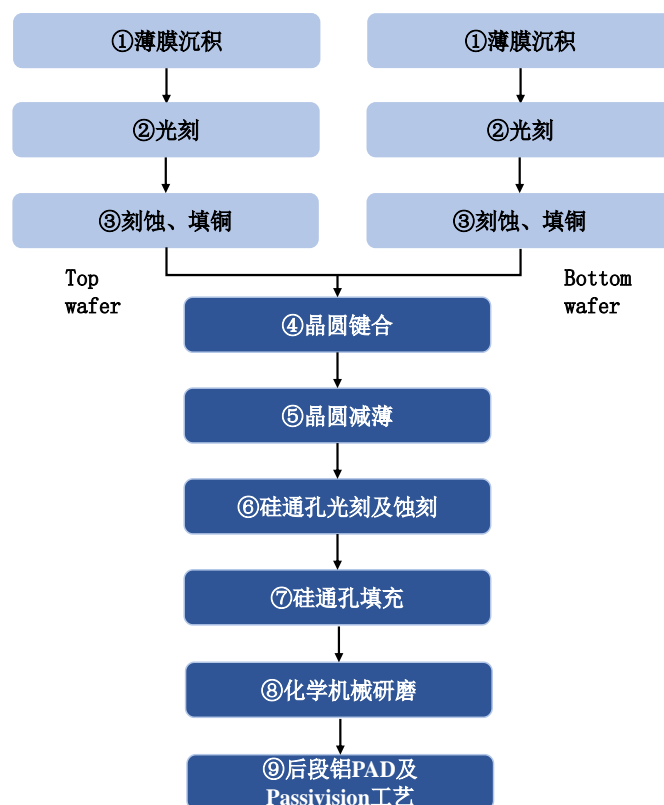 ①薄膜沉积
①薄膜沉积
②光刻
②光刻
③刻蚀、填铜
③刻蚀、填铜
Top
wafer
Bottom
wafer
④晶圆键合
⑤晶圆减薄
⑥硅通孔光刻及蚀刻
⑦硅通孔填充
⑧化学机械研磨
⑨后段铝PAD及
Passivision工艺